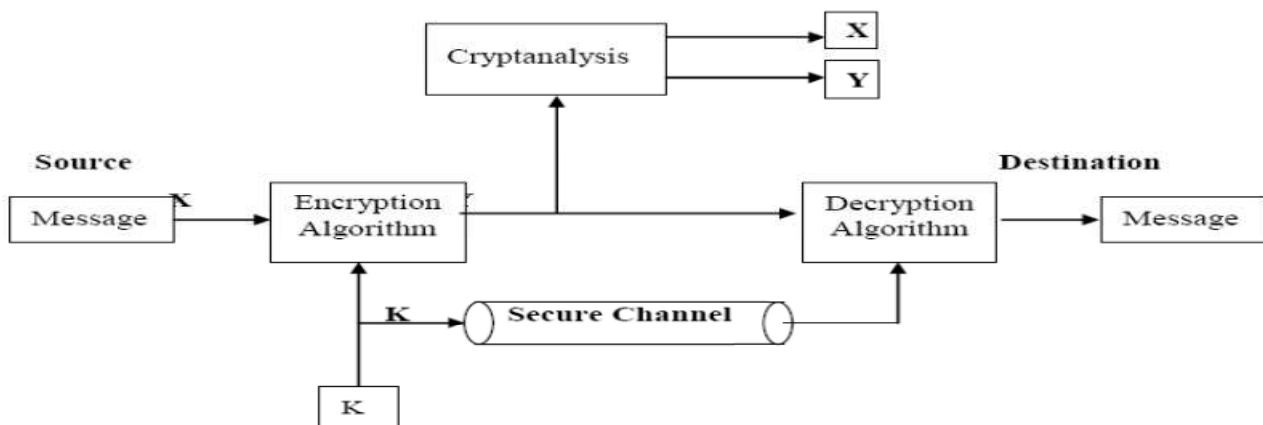 X
Cryptanalysis
Y
Source
Destination
X
Message
Encryption
Algorithm
Decryption
Algorithm
Message
K
Secure Channel
K